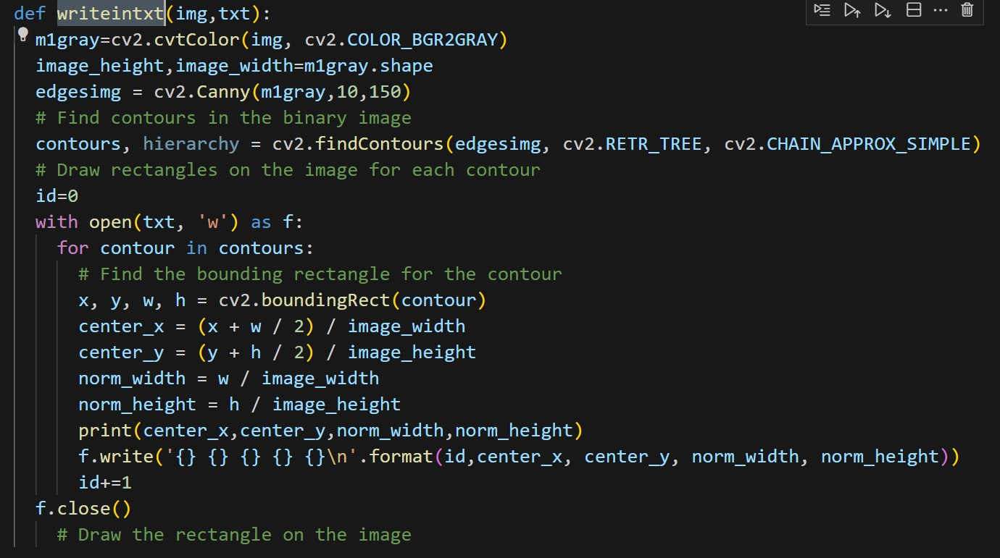 def writeintxt(img,txt):
m1gray=cv2.cvtColor(img, cv2.COLOR_BGR2GRAY)
image_height,image_width=m1gray.shape
edgesimg = cv2.Canny(m1gray,10,150)
# Find contours in the binary image
contours, hierarchy = cv2.findContours(edgesimg, cv2.RETR_TREE, cv2.CHAIN_APPROX_SIMPLE)
# Draw rectangles on the image for each contour
id=0
with open(txt, 'w') as f:
for contour in contours:
# Find the bounding rectangle for the contour
x, y, w, h = cv2.boundingRect(contour)
center_x = (x + w / 2) / image_width
center_y = (y + h / 2) / image_height
norm_width = w / image_width
norm_height = h / image_height
print(center_x,center_y,norm_width,norm_height)
f.write('{} {} {} {} {}\n'.format(id,center_x, center_y, norm_width, norm_height))
id+=1
f.close()
# Draw the rectangle on the image